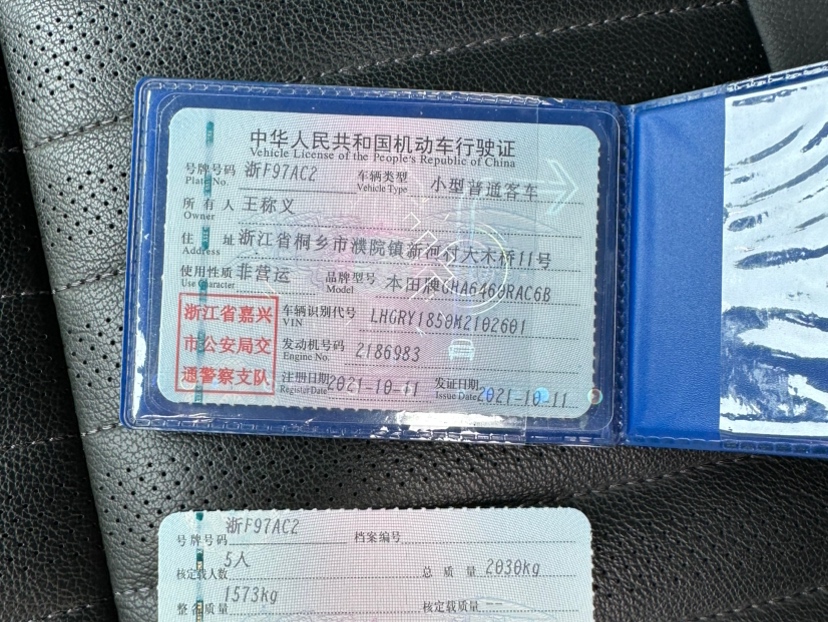 中华人民共和国机动车行驶证
Vehicle License of the People's Republic of China
号牌号码 浙F97AC2 车辆类型 小型普通客车
Plate No. Vehicle Type
所有人 王称义
Owner
住址 浙江省桐乡市濮院镇新河村大木桥11号
Address
使用性质 非营运 品牌型号 本田牌GHA6460RAC6B
Use Character Model
浙江省嘉兴 车辆识别代号 LHGRY1850M2102601
VIN
市公安局交 发动机号码 2186983
Engine No.
通警察支队 注册日期 2021-10-11 发证日期 2021-10-11
Register Date Issue Date
号牌号码 浙F97AC2 档案编号
核定载人数 5人 总质量 2030kg
整备质量 1573kg 核定载质量 --